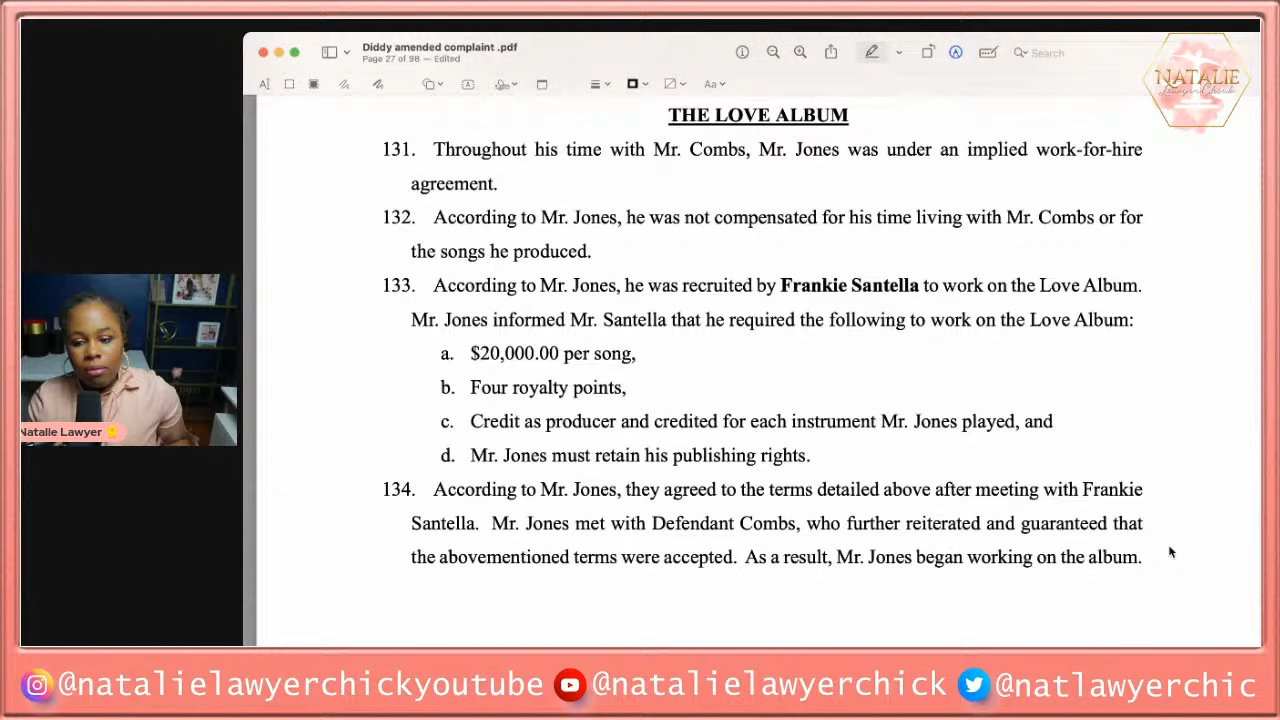 Diddy amended complaint .pdf
Page 27 of 98 – Edited
Search
NATALIE
LawyerChick
Aa
THE LOVE ALBUM
131. Throughout his time with Mr. Combs, Mr. Jones was under an implied work-for-hire
agreement.
132. According to Mr. Jones, he was not compensated for his time living with Mr. Combs or for
the songs he produced.
133. According to Mr. Jones, he was recruited by Frankie Santella to work on the Love Album.
Mr. Jones informed Mr. Santella that he required the following to work on the Love Album:
a. $20,000.00 per song,
b. Four royalty points,
c. Credit as producer and credited for each instrument Mr. Jones played, and
d. Mr. Jones must retain his publishing rights.
134. According to Mr. Jones, they agreed to the terms detailed above after meeting with Frankie
Santella. Mr. Jones met with Defendant Combs, who further reiterated and guaranteed that
the abovementioned terms were accepted. As a result, Mr. Jones began working on the album.
Natalie Lawyer
@natalielawyerchickyoutube @natalielawyerchick @natlawyerchic